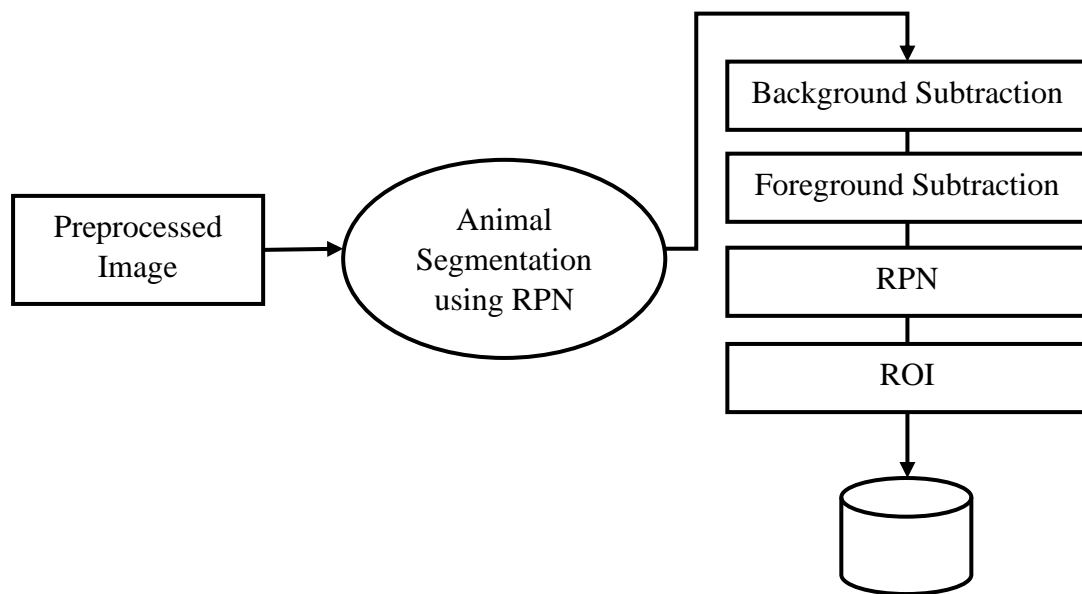 Preprocessed
Image
Animal
Segmentation
using RPN
Background Subtraction
Foreground Subtraction
RPN
ROI